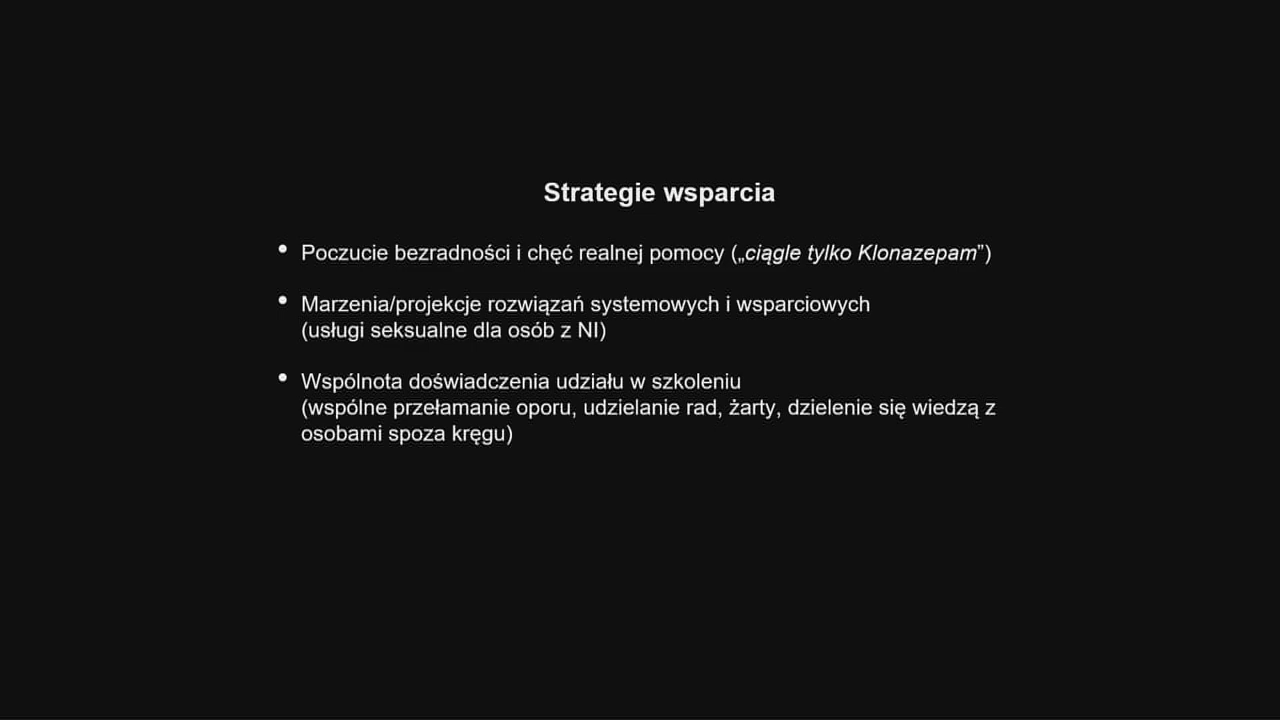 Strategie wsparcia
• Poczucie bezradności i chęć realnej pomocy („ciągle tylko Klonazepam”)
• Marzenia/projekcje rozwiązań systemowych i wsparciowych
(usługi seksualne dla osób z NI)
• Wspólnota doświadczenia udziału w szkoleniu
(wspólne przełamanie oporu, udzielanie rad, żarty, dzielenie się wiedzą z
osobami spoza kręgu)